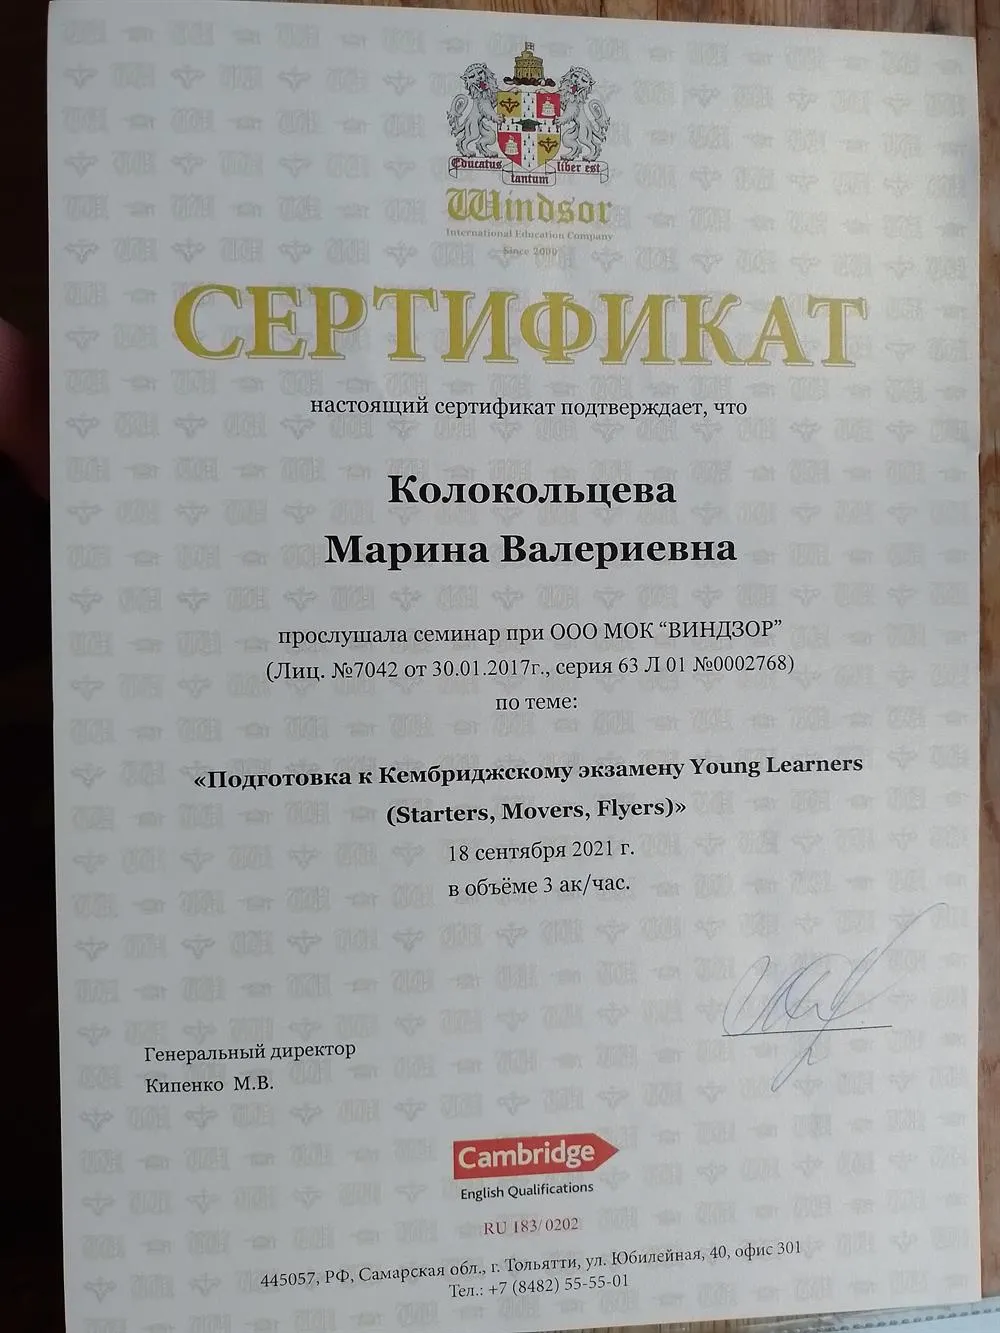 Educatus tantum liber est
Windsor
International Education Company
Since 2000
СЕРТИФИКАТ
настоящий сертификат подтверждает, что
Колокольцева
Марина Валериевна
прослушала семинар при ООО МОК “ВИНДЗОР”
(Лиц. №7042 от 30.01.2017г., серия 63 Л 01 №0002768)
по теме:
«Подготовка к Кембриджскому экзамену Young Learners
(Starters, Movers, Flyers)»
18 сентября 2021 г.
в объёме 3 ак/час.
Генеральный директор
Кипенко М.В.
Cambridge
English Qualifications
RU 183/0202
445057, РФ, Самарская обл., г. Тольятти, ул. Юбилейная, 40, офис 301
Тел.: +7 (8482) 55-55-01